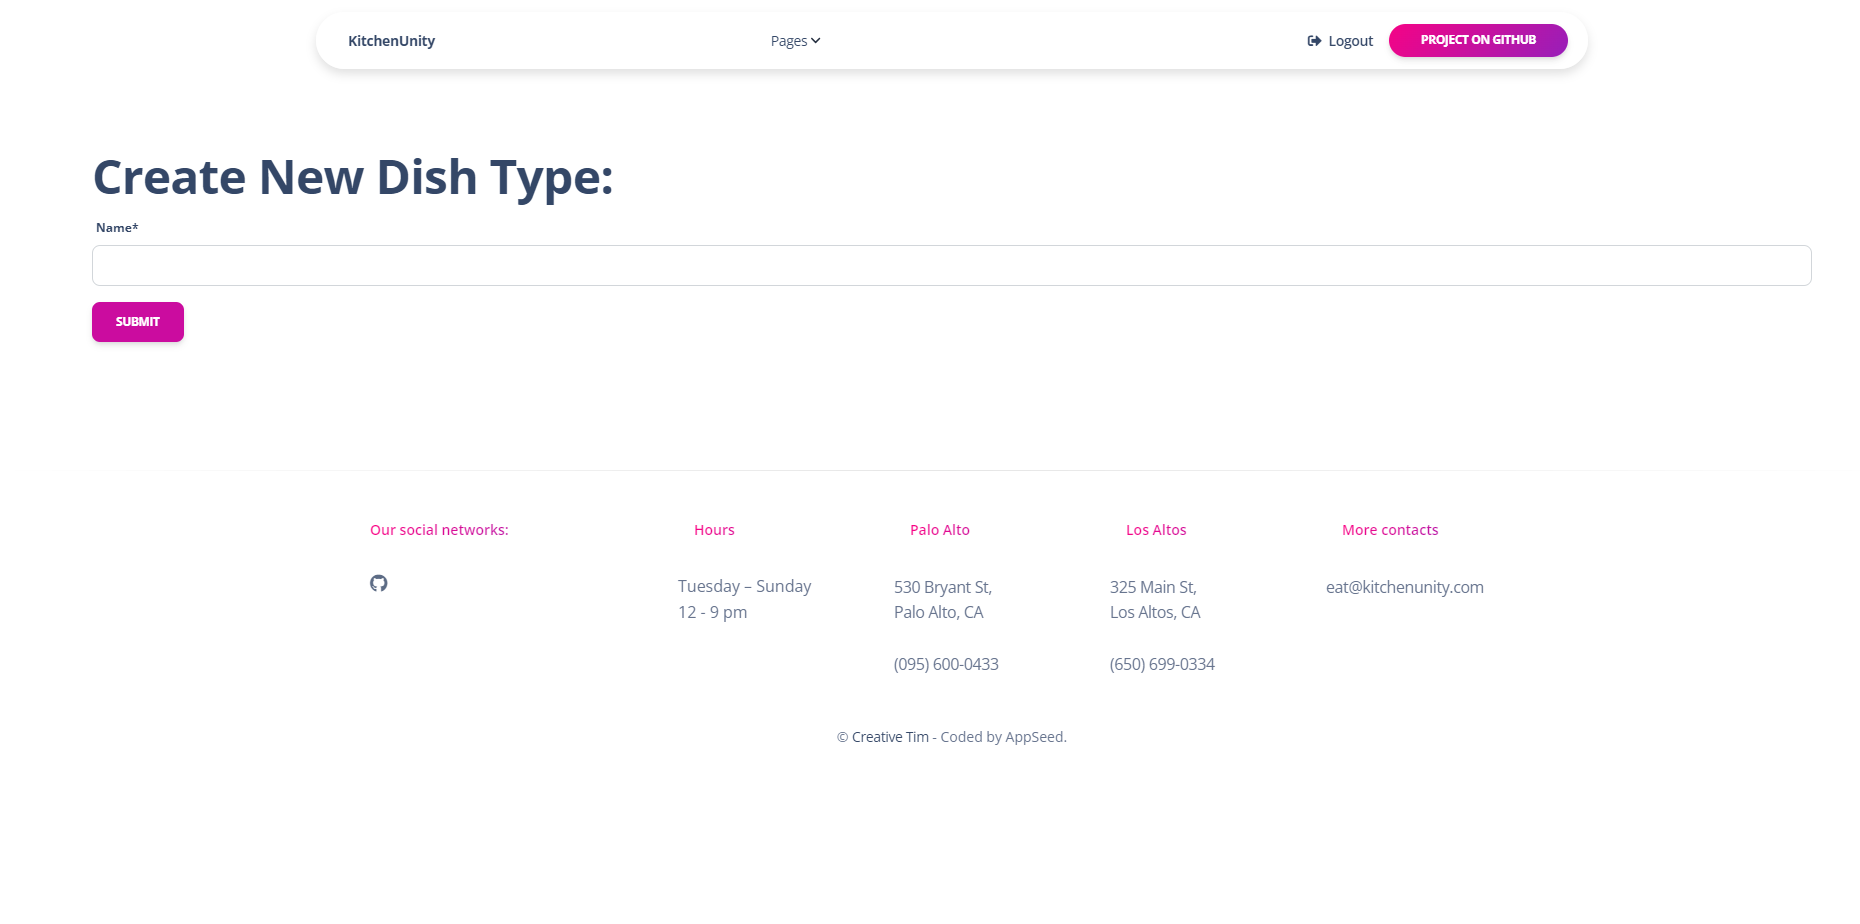 KitchenUnity
Pages
Logout
PROJECT ON GITHUB
Create New Dish Type:
Name*
SUBMIT
Our social networks:
Hours
Tuesday – Sunday
12 - 9 pm
Palo Alto
530 Bryant St,
Palo Alto, CA
(095) 600-0433
Los Altos
325 Main St,
Los Altos, CA
(650) 699-0334
More contacts
eat@kitchenunity.com
© Creative Tim - Coded by AppSeed.